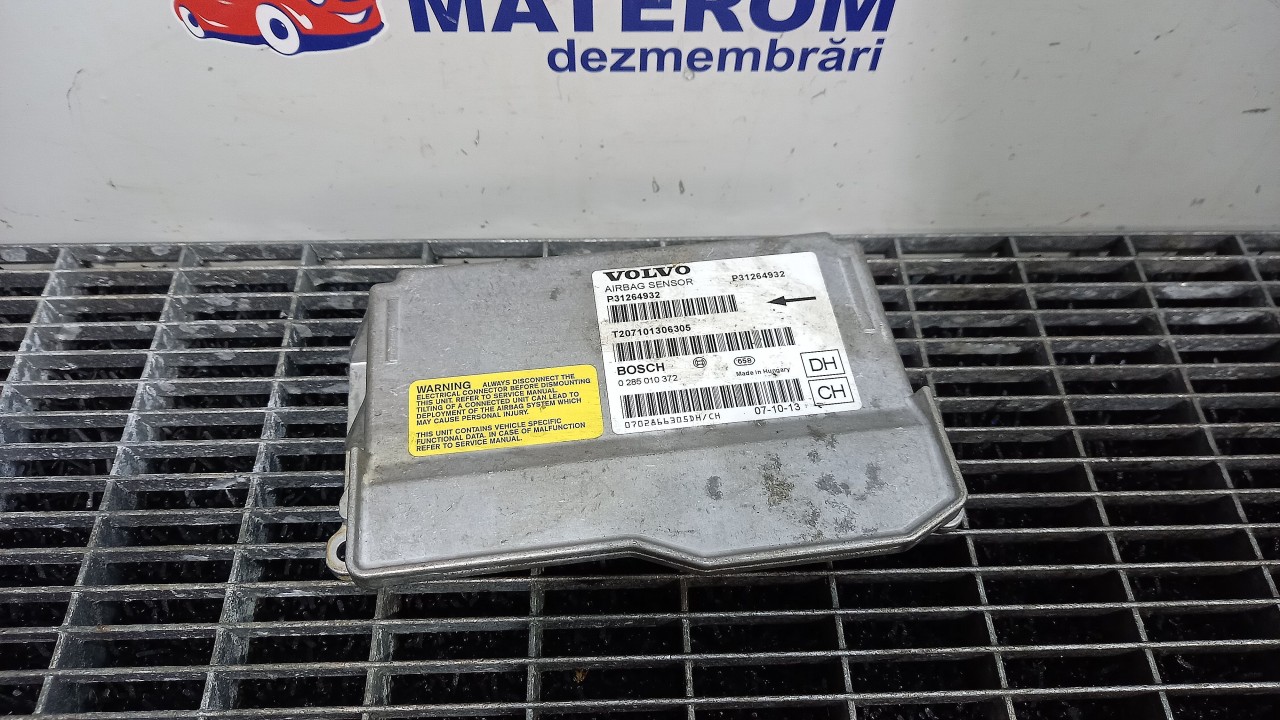 MATEROM
dezmembrări
VOLVO
AIRBAG SENSOR P31264932
P31264932
T207101306305
BOSCH 658
0 285 010 372 Made in Hungary
DH
CH
07-10-13
0702866305DH/CH
WARNING ALWAYS DISCONNECT THE
ELECTRICAL CONNECTOR BEFORE DISMOUNTING
THIS UNIT. REFER TO SERVICE MANUAL.
TILTING OF A CONNECTED UNIT CAN LEAD TO
DEPLOYMENT OF THE AIRBAG SYSTEM WHICH
MAY CAUSE PERSONAL INJURY.
THIS UNIT CONTAINS VEHICLE SPECIFIC
FUNCTIONAL DATA. IN CASE OF MALFUNCTION
REFER TO SERVICE MANUAL.